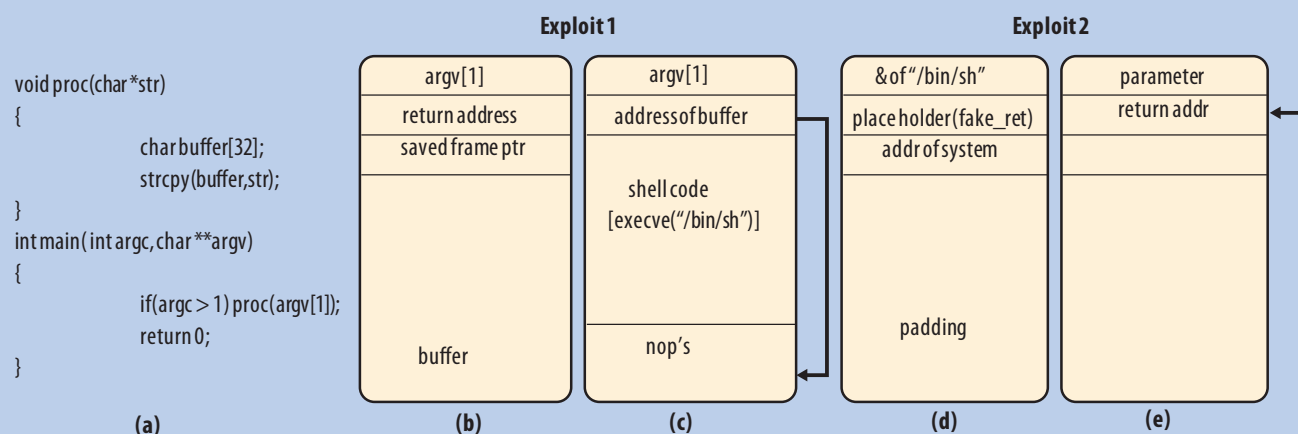 Exploit 1
Exploit 2
void proc(char *str)
{
char buffer[32];
strcpy(buffer,str);
}
int main( int argc, char **argv)
{
if(argc > 1) proc(argv[1]);
return 0;
}
(a)
argv[1]
return address
saved frame ptr
buffer
(b)
argv[1]
address of buffer
shell code
[execve(“/bin/sh”)]
nop's
(c)
& of “/bin/sh”
place holder (fake_ret)
addr of system
padding
(d)
parameter
return addr
(e)